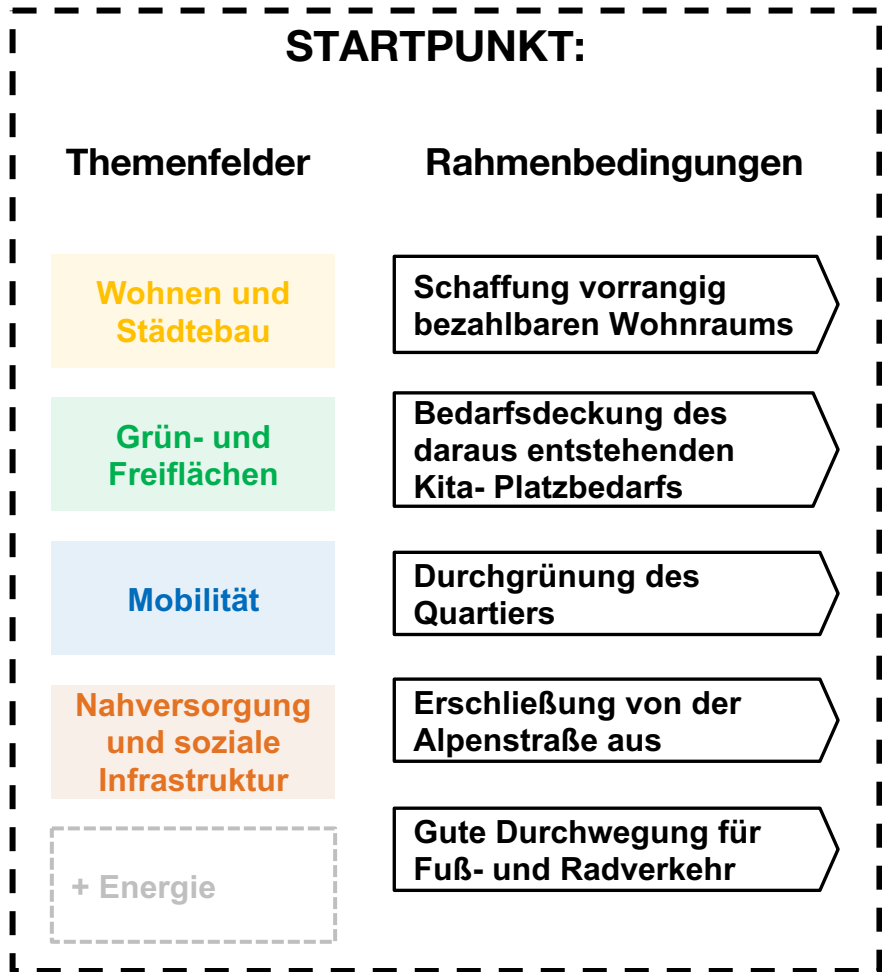 STARTPUNKT:
Themenfelder
Rahmenbedingungen
Wohnen und
Städtebau
Schaffung vorrangig
bezahlbaren Wohnraums
Grün- und
Freiflächen
Bedarfsdeckung des
daraus entstehenden
Kita- Platzbedarfs
Mobilität
Durchgrünung des
Quartiers
Nahversorgung
und soziale
Infrastruktur
Erschließung von der
Alpenstraße aus
+ Energie
Gute Durchwegung für
Fuß- und Radverkehr